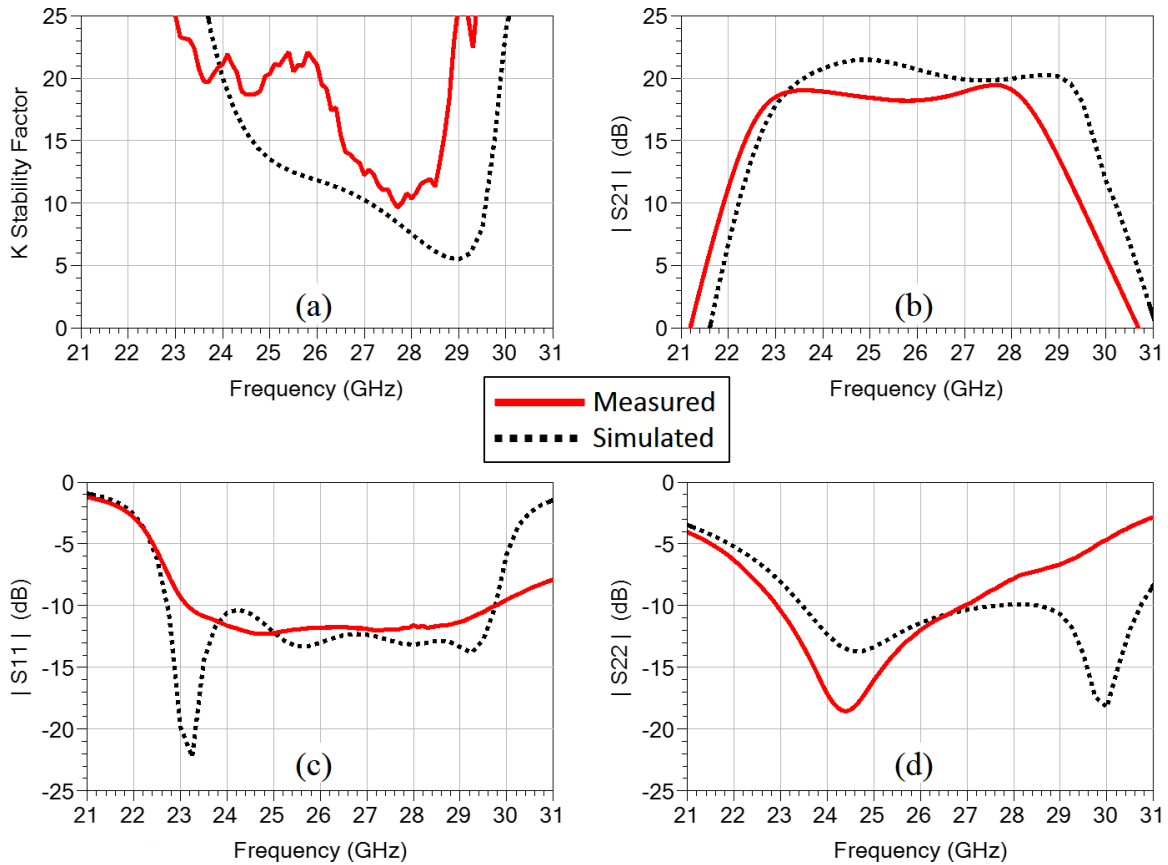 25
20
15
10
5
0
K Stability Factor
(a)
21 22 23 24 25 26 27 28 29 30 31
Frequency (GHz)
25
20
15
10
5
0
| S21 | (dB)
(b)
21 22 23 24 25 26 27 28 29 30 31
Frequency (GHz)
Measured
Simulated
0
-5
-10
-15
-20
-25
| S11 | (dB)
(c)
21 22 23 24 25 26 27 28 29 30 31
Frequency (GHz)
0
-5
-10
-15
-20
-25
| S22 | (dB)
(d)
21 22 23 24 25 26 27 28 29 30 31
Frequency (GHz)